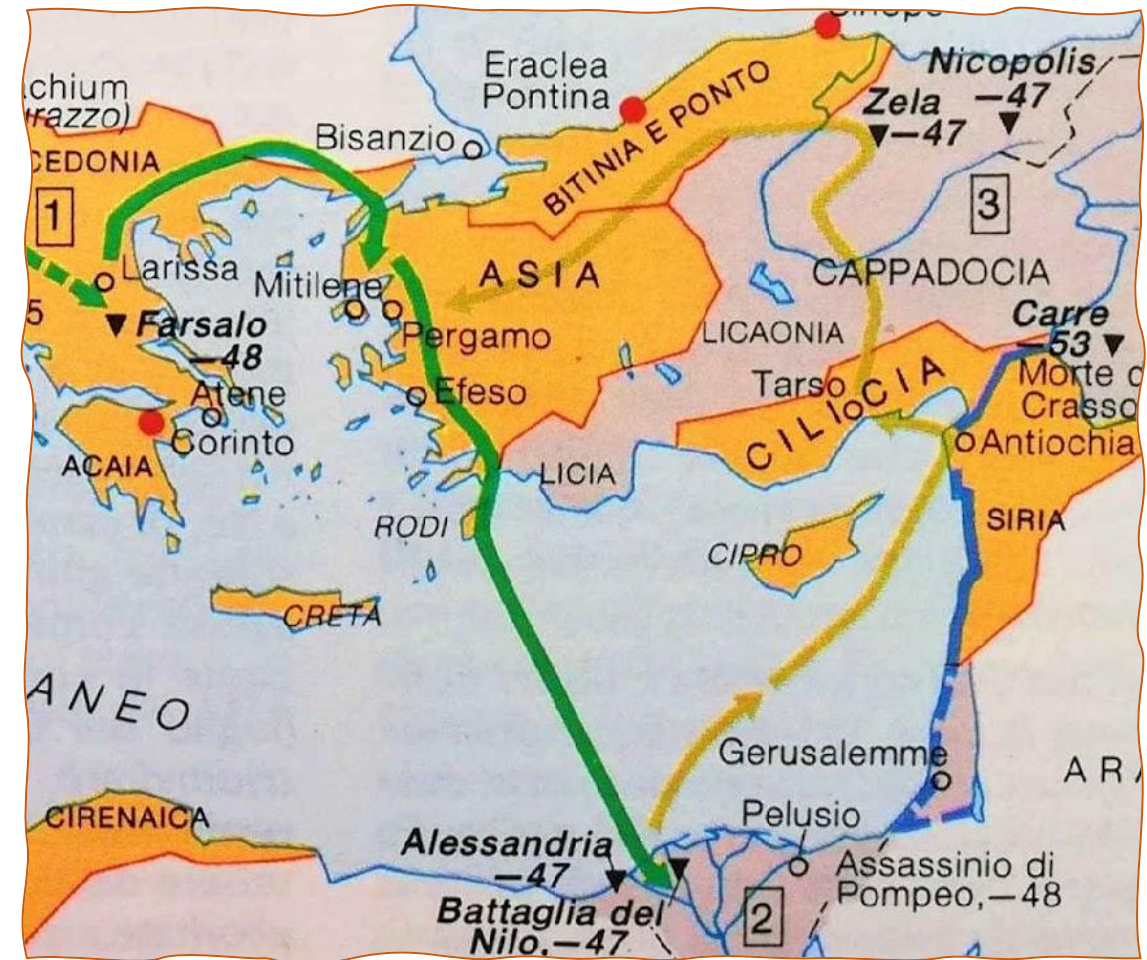 Eraclea
Pontina
BITINIA E PONTO
Nicopolis
–47
Zela
–47
Bisanzio
1
3
Larissa
Mitilene
ASIA
CAPPADOCIA
Farsalo
–48
Pergamo
LICAONIA
Carre
–53
Morte
Crasso
5
Atene
Efeso
Tarso
CILICIA
Corinto
Antiochia
ACAIA
LICIA
RODI
SIRIA
CIPRO
CRETA
ANEO
Gerusalemme
AR
CIRENAICA
Pelusio
Alessandria
–47
Assassinio di
Pompeo,–48
Battaglia del
Nilo,–47
2